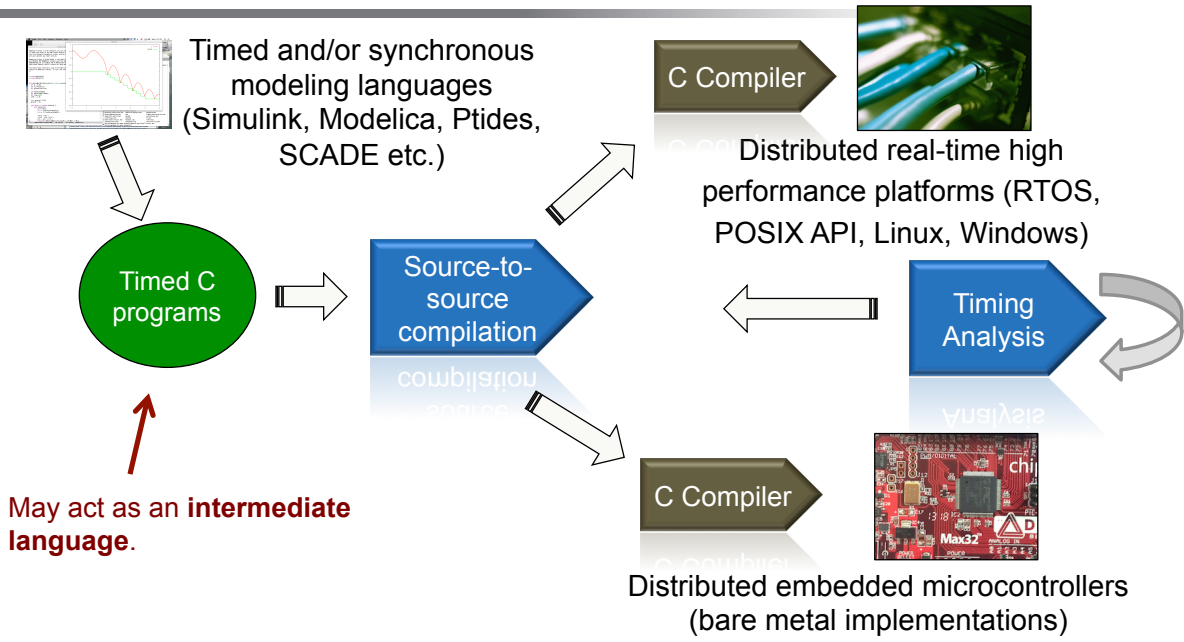 Timed and/or synchronous
modeling languages
(Simulink, Modelica, Ptides,
SCADE etc.)
C Compiler
Distributed real-time high
performance platforms (RTOS,
POSIX API, Linux, Windows)
Timed C
programs
Source-to-
source
compilation
Timing
Analysis
May act as an intermediate
language.
C Compiler
chip
Max32
Distributed embedded microcontrollers
(bare metal implementations)